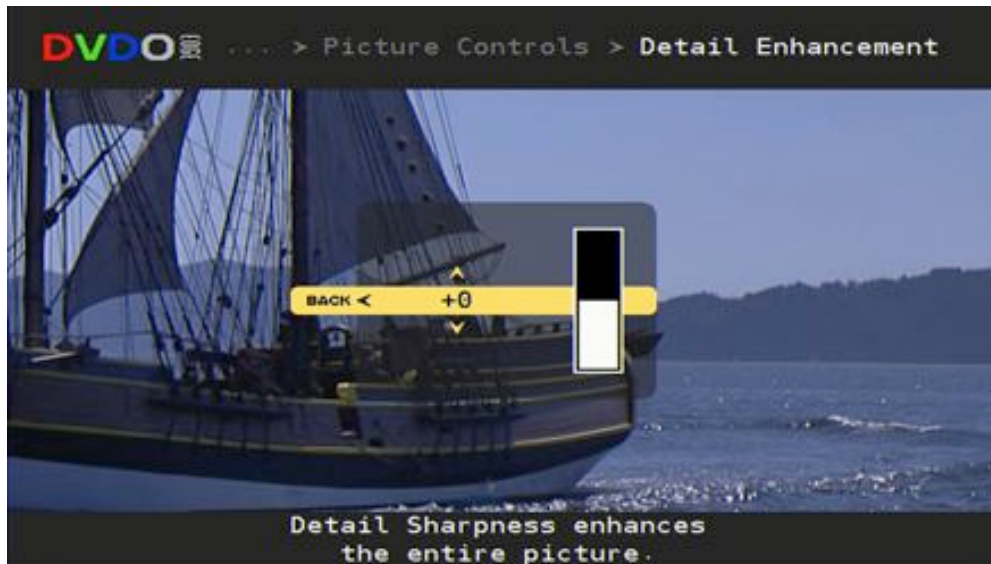 DVDO ... > Picture Controls > Detail Enhancement
BACK < +0
Detail Sharpness enhances
the entire picture.